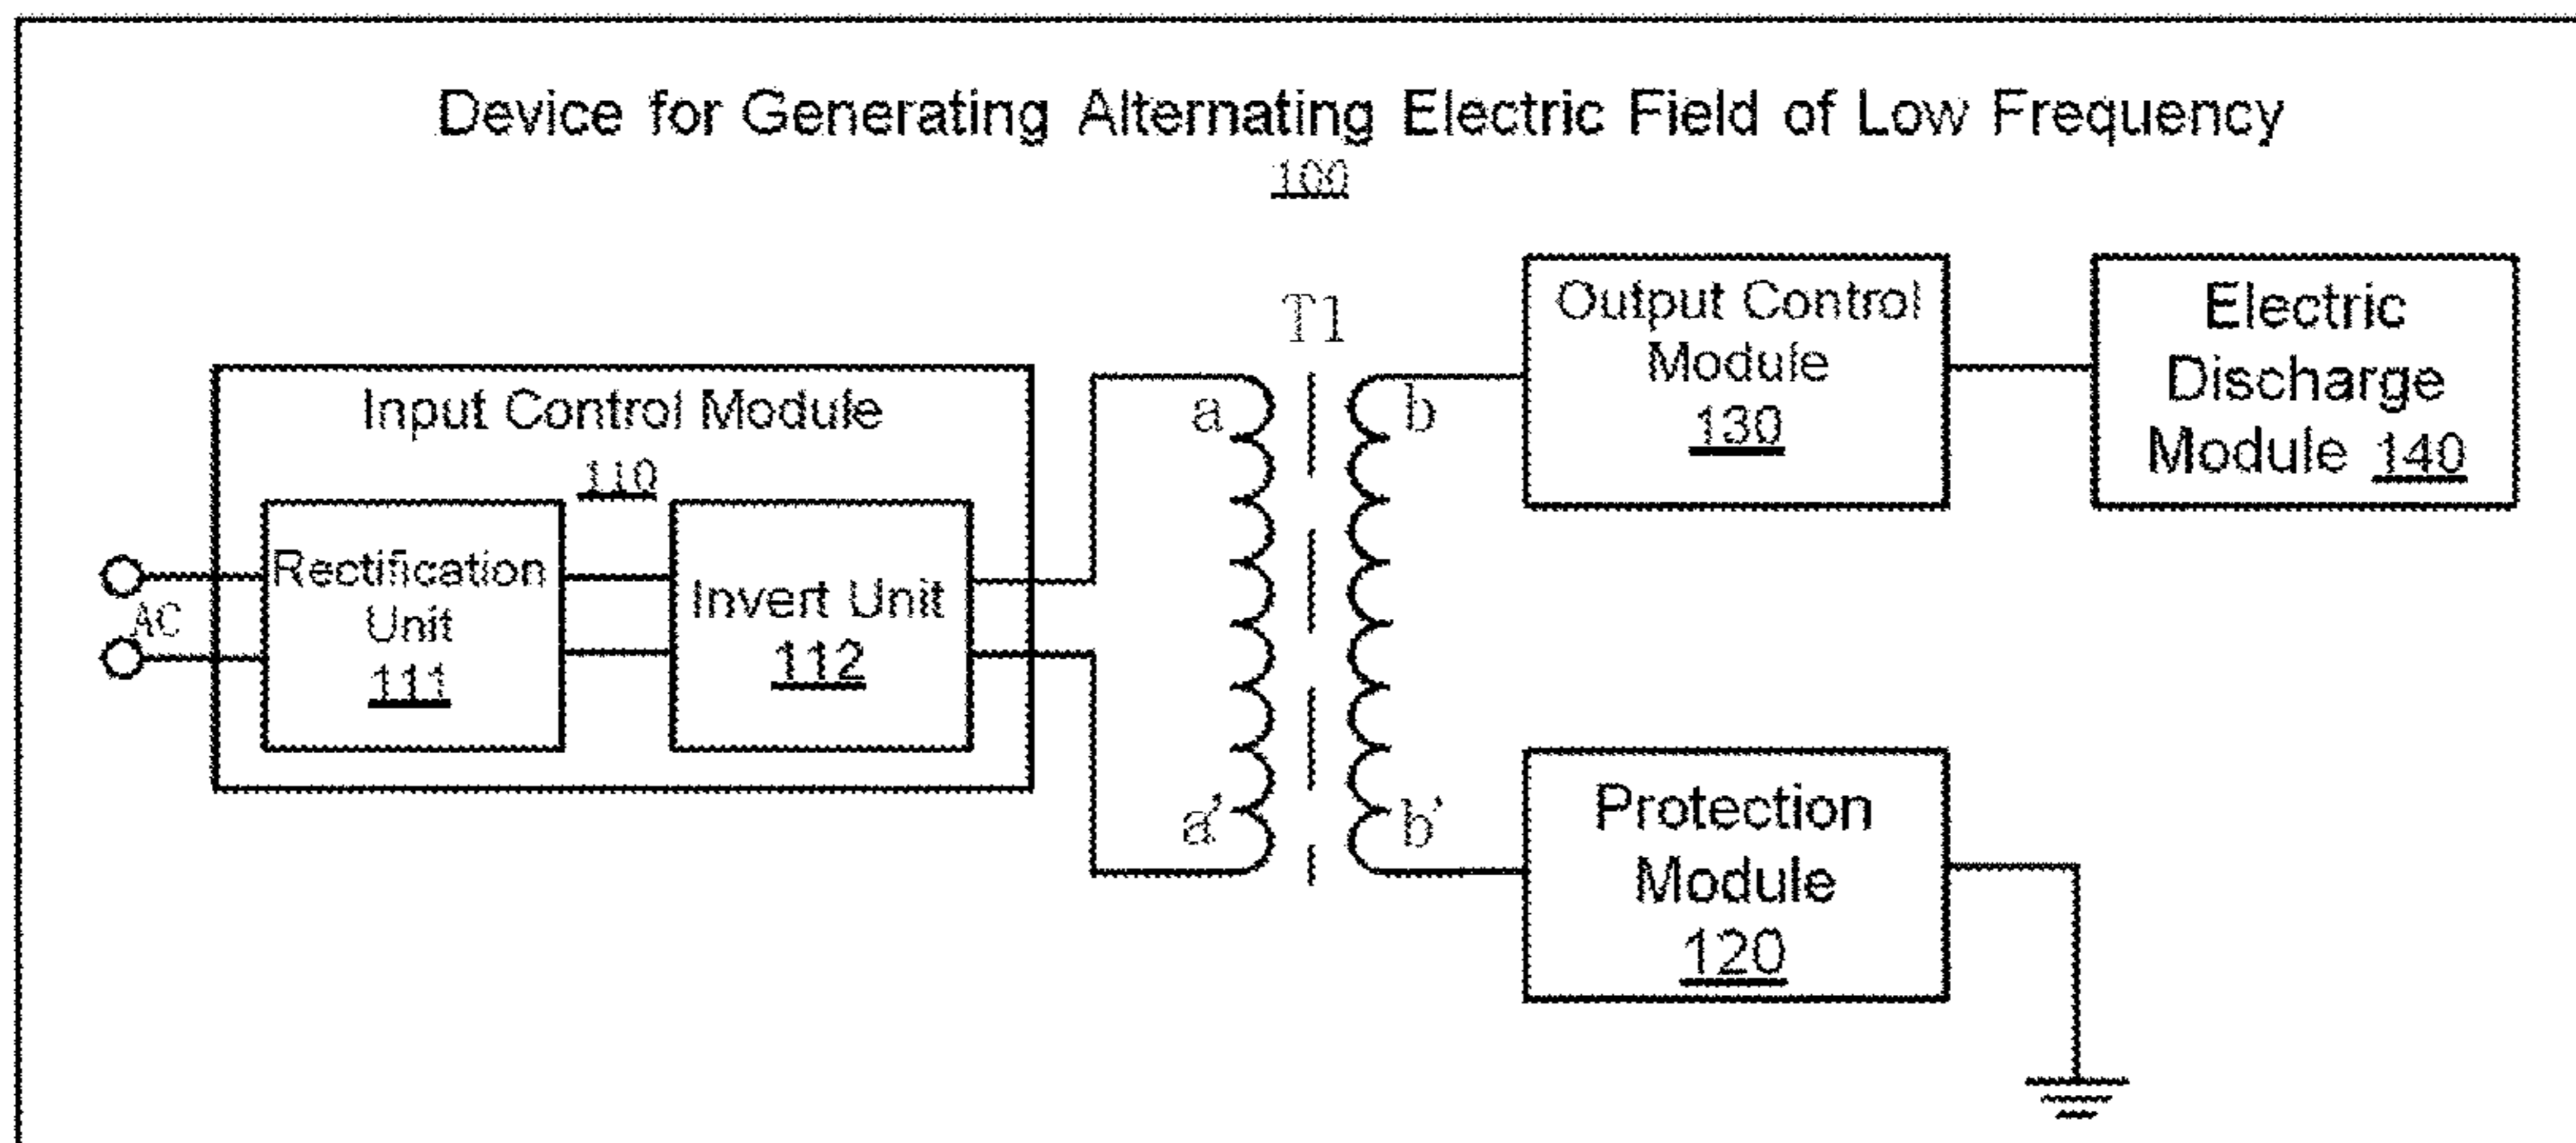 Device for Generating Alternating Electric Field of Low Frequency
100
Input Control Module
110
Rectification
Unit
111
Invert Unit
112
AC
T1
a
a'
b
b'
Output Control
Module
130
Electric
Discharge
Module 140
Protection
Module
120